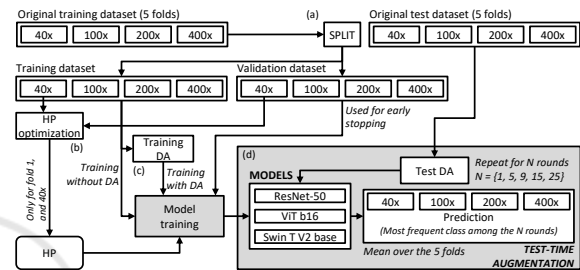 Original training dataset (5 folds)
(a)
Original test dataset (5 folds)
40x 100x 200x 400x
SPLIT
40x 100x 200x 400x
Training dataset
Validation dataset
40x 100x 200x 400x
40x 100x 200x 400x
HP
optimization
(b)
Used for early
stopping
Only for fold 1,
and 40x
Training
without DA
Training
DA
(c)
Training
with DA
(d)
Test DA
Repeat for N rounds
N = {1, 5, 9, 15, 25}
MODELS
ResNet-50
ViT b16
Swin T V2 base
Model
training
HP
40x 100x 200x 400x
Prediction
(Most frequent class among the N rounds)
Mean over the 5 folds
TEST-TIME
AUGMENTATION